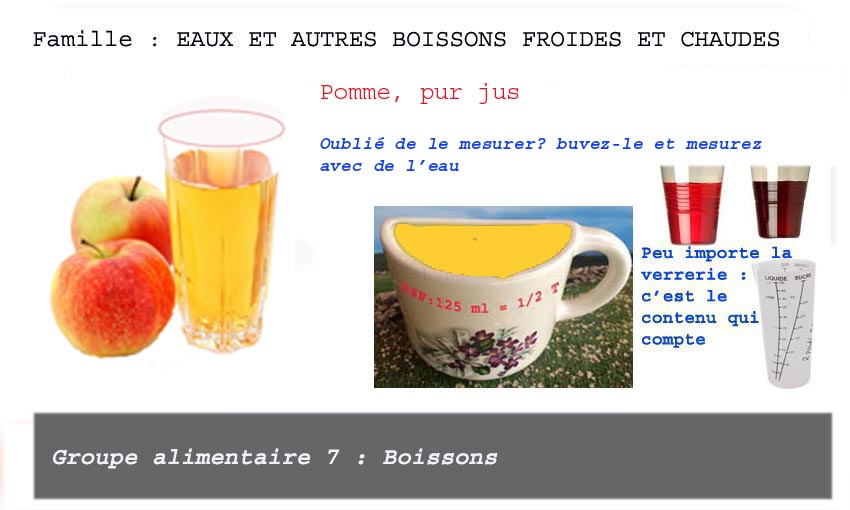 Famille : EAUX ET AUTRES BOISSONS FROIDES ET CHAUDES
Pomme, pur jus
Oublié de le mesurer? buvez-le et mesurez
avec de l’eau
:125 ml = 1/2 T
Peu importe la
verrerie :
c’est le
contenu qui
compte
LIQUIDE SUCRE
Groupe alimentaire 7 : Boissons